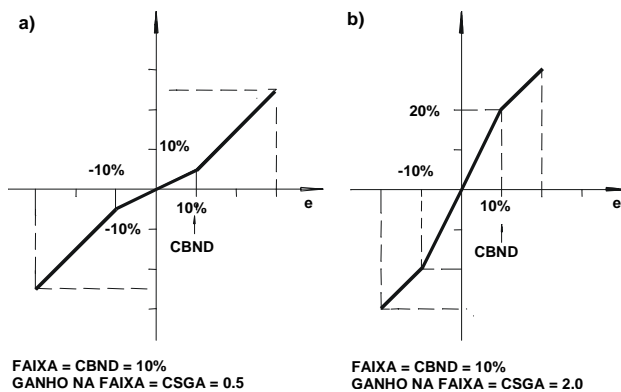 a)
10%
-10%
-10%
10%
e
CBND
FAIXA = CBND = 10%
GANHO NA FAIXA = CSGA = 0.5
b)
20%
-10%
10%
e
CBND
FAIXA = CBND = 10%
GANHO NA FAIXA = CSGA = 2.0